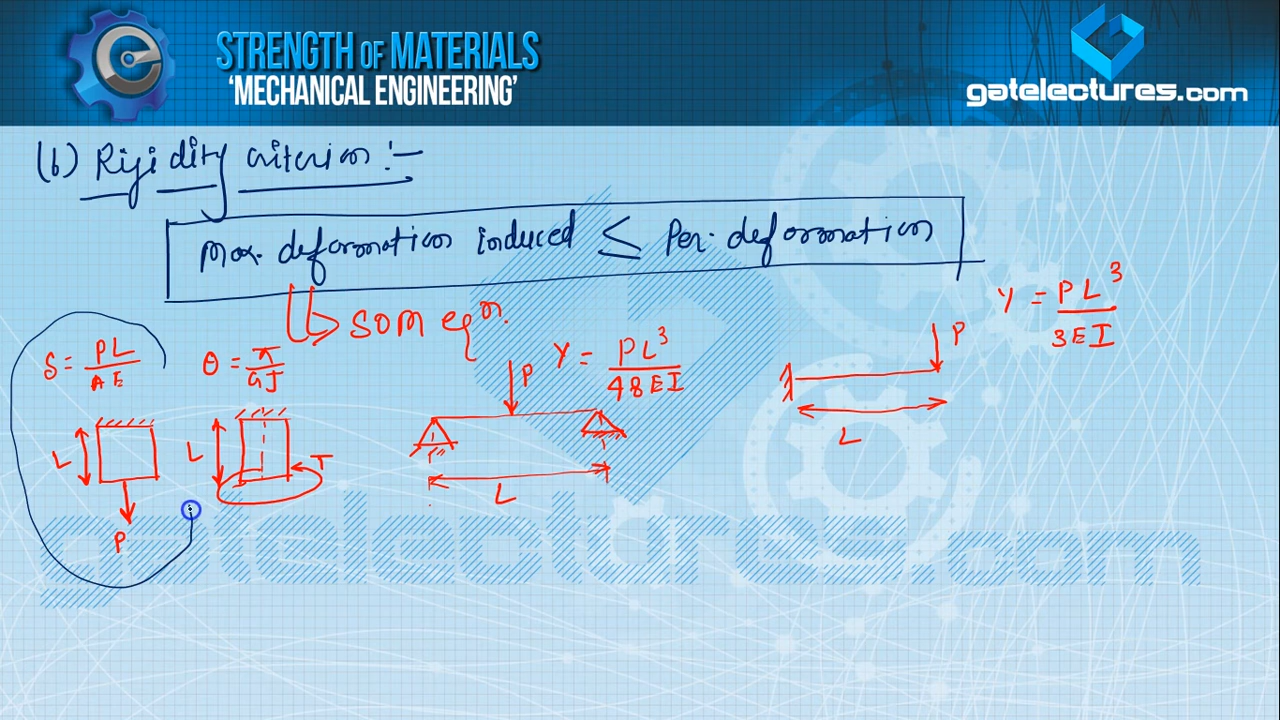 STRENGTH OF MATERIALS
'MECHANICAL ENGINEERING'
gatelectures.com
(b) Rigidity criterion :-
Max. deformation induced ≤ Per. deformation
SOM eqn.
δ = PL / AE
θ = TL / GJ
Y = PL³ / 48EI
Y = PL³ / 3EI
L
P
L
T
P
L
P
L
gatelectures.com